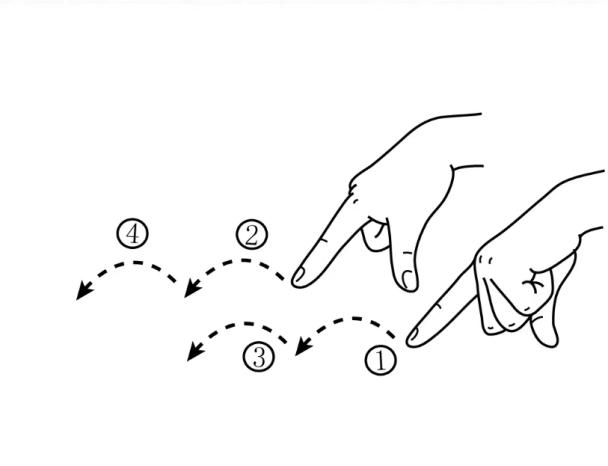 ④ ②
③ ①